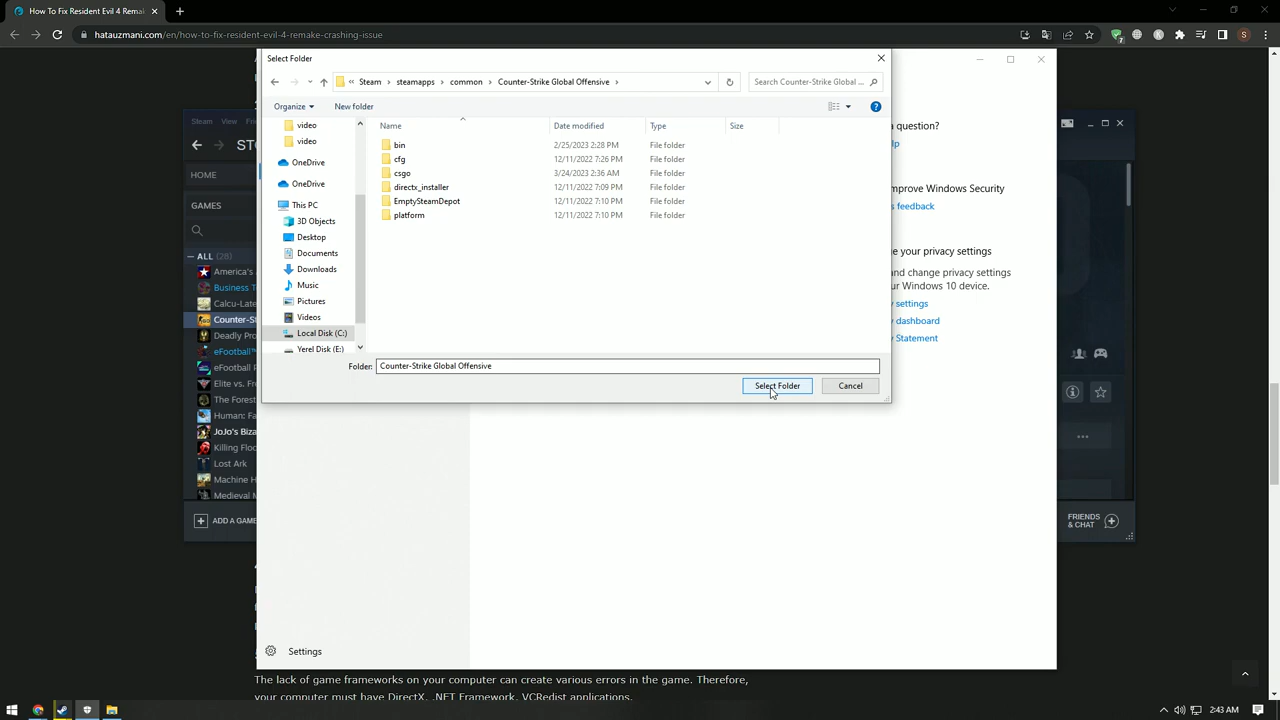 How To Fix Resident Evil 4 Remak
hatauzmani.com/en/how-to-fix-resident-evil-4-remake-crashing-issue
S
Select Folder
Steam > steamapps > common > Counter-Strike Global Offensive >
Search Counter-Strike Global ...
Organize
New folder
Name
Date modified
Type
Size
video
video
OneDrive
OneDrive
This PC
3D Objects
Desktop
Documents
Downloads
Music
Pictures
Videos
Local Disk (C:)
Yerel Disk (E:)
bin 2/25/2023 2:28 PM File folder
cfg 12/11/2022 7:26 PM File folder
csgo 3/24/2023 2:36 AM File folder
directx_installer 12/11/2022 7:09 PM File folder
EmptySteamDepot 12/11/2022 7:10 PM File folder
platform 12/11/2022 7:10 PM File folder
Folder: Counter-Strike Global Offensive
Select Folder
Cancel
Steam View Fri
STO
HOME
GAMES
ALL (28)
America's
Business T
Calcu-Late
Counter-St
Deadly Pro
eFootball™
eFootball P
Elite vs. Fr
The Forest
Human: Fa
JoJo's Biza
Killing Floo
Lost Ark
Machine H
Medieval M
ADD A GAME
FRIENDS
& CHAT
a question?
lp
mprove Windows Security
s feedback
e your privacy settings
and change privacy settings
ur Windows 10 device.
y settings
y dashboard
y Statement
Settings
The lack of game frameworks on your computer can create various errors in the game. Therefore,
your computer must have DirectX, .NET Framework, VCRedist applications.
2:43 AM